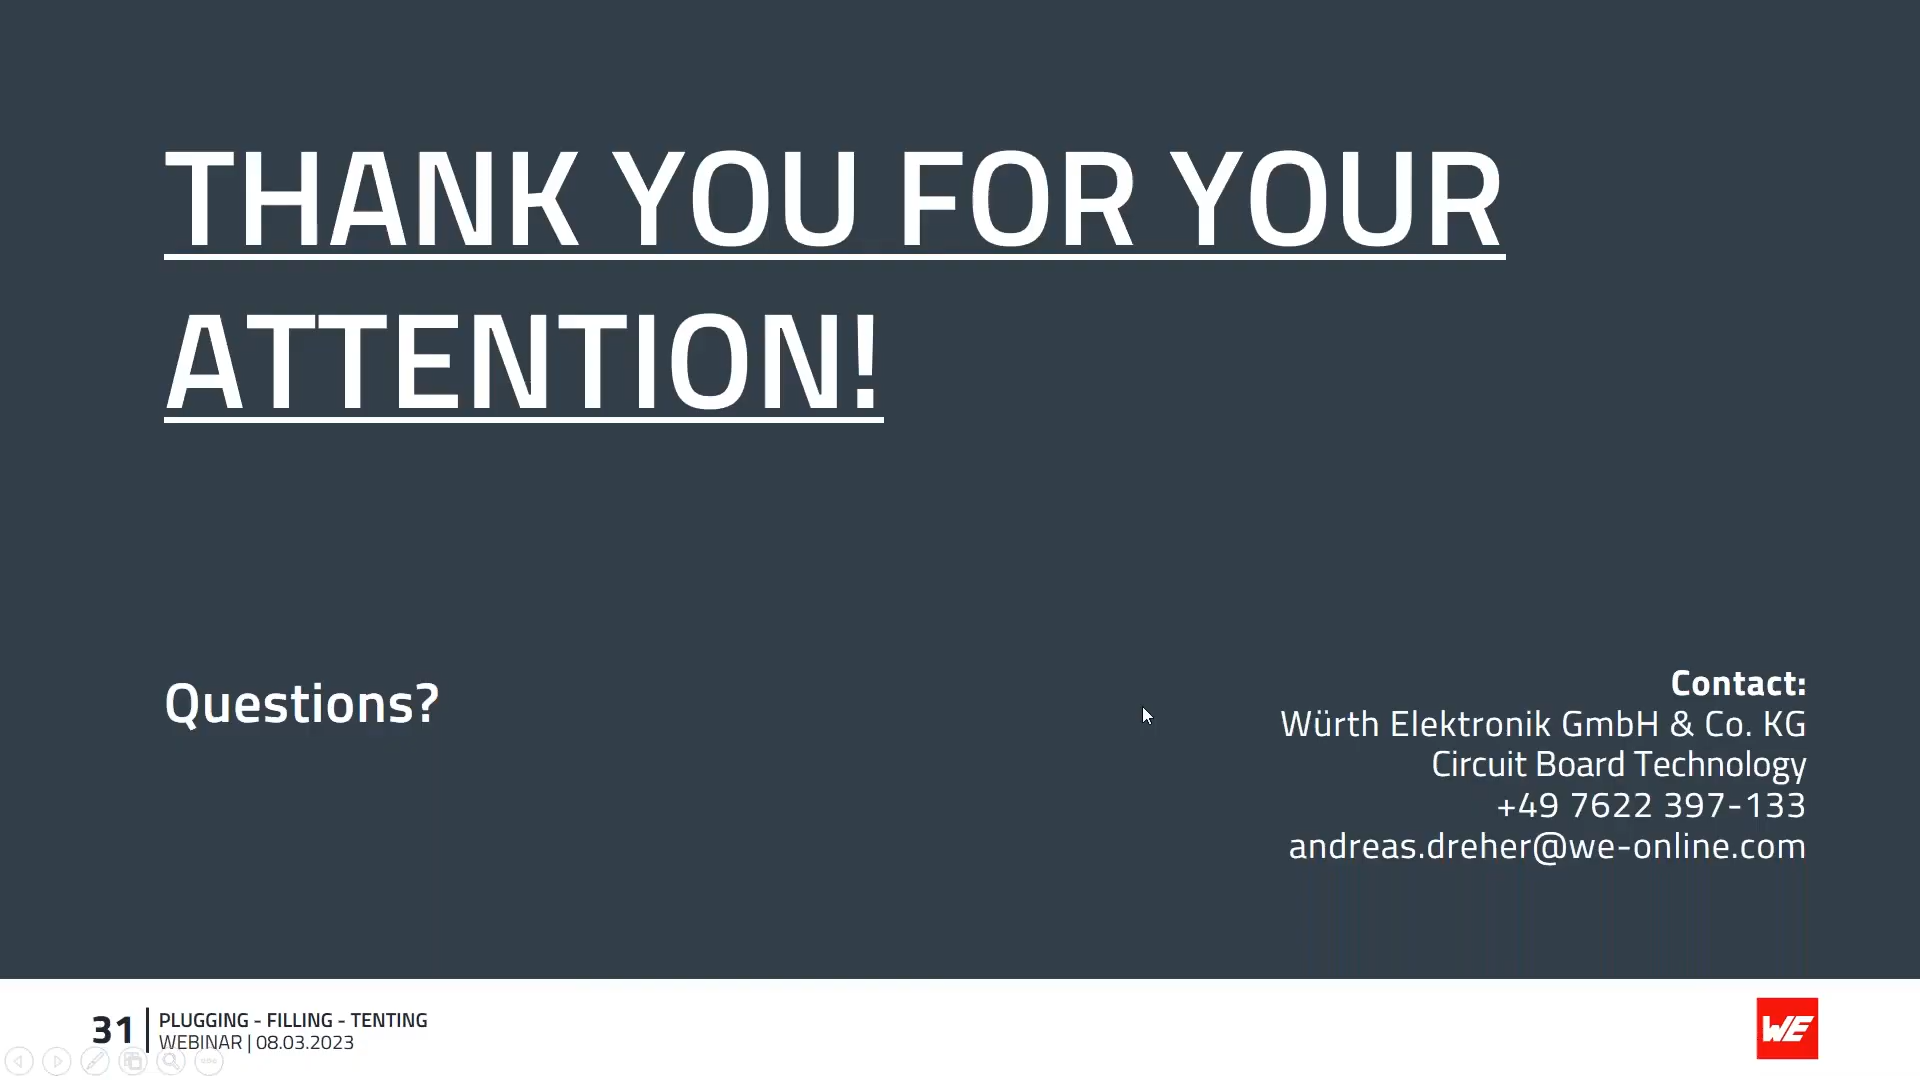 THANK YOU FOR YOUR
ATTENTION!
Questions?
Contact:
Würth Elektronik GmbH & Co. KG
Circuit Board Technology
+49 7622 397-133
andreas.dreher@we-online.com
31
PLUGGING - FILLING - TENTING
WEBINAR | 08.03.2023
WE